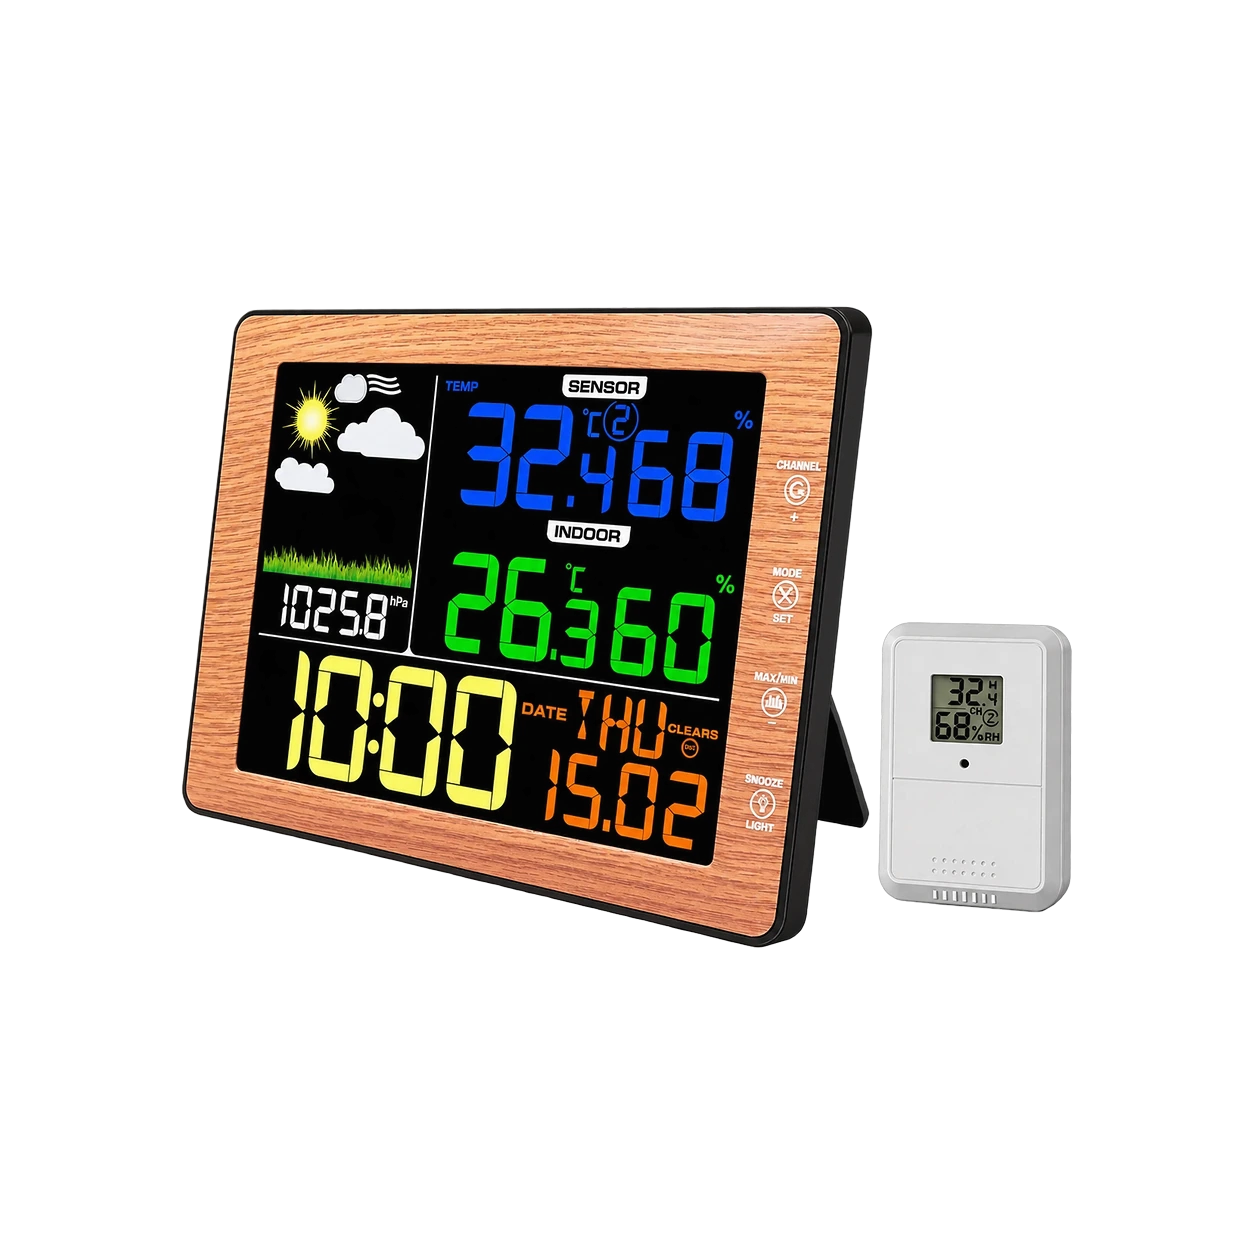 TEMP
SENSOR
32.4 °C 2 68 %
INDOOR
26.3 °C 60 %
1025.8 hPa
10:00
DATE THU
CLEARS
15.02
CHANNEL
+
MODE
SET
MAX/MIN
−
SNOOZE
LIGHT
32.4
CH 2
68% RH